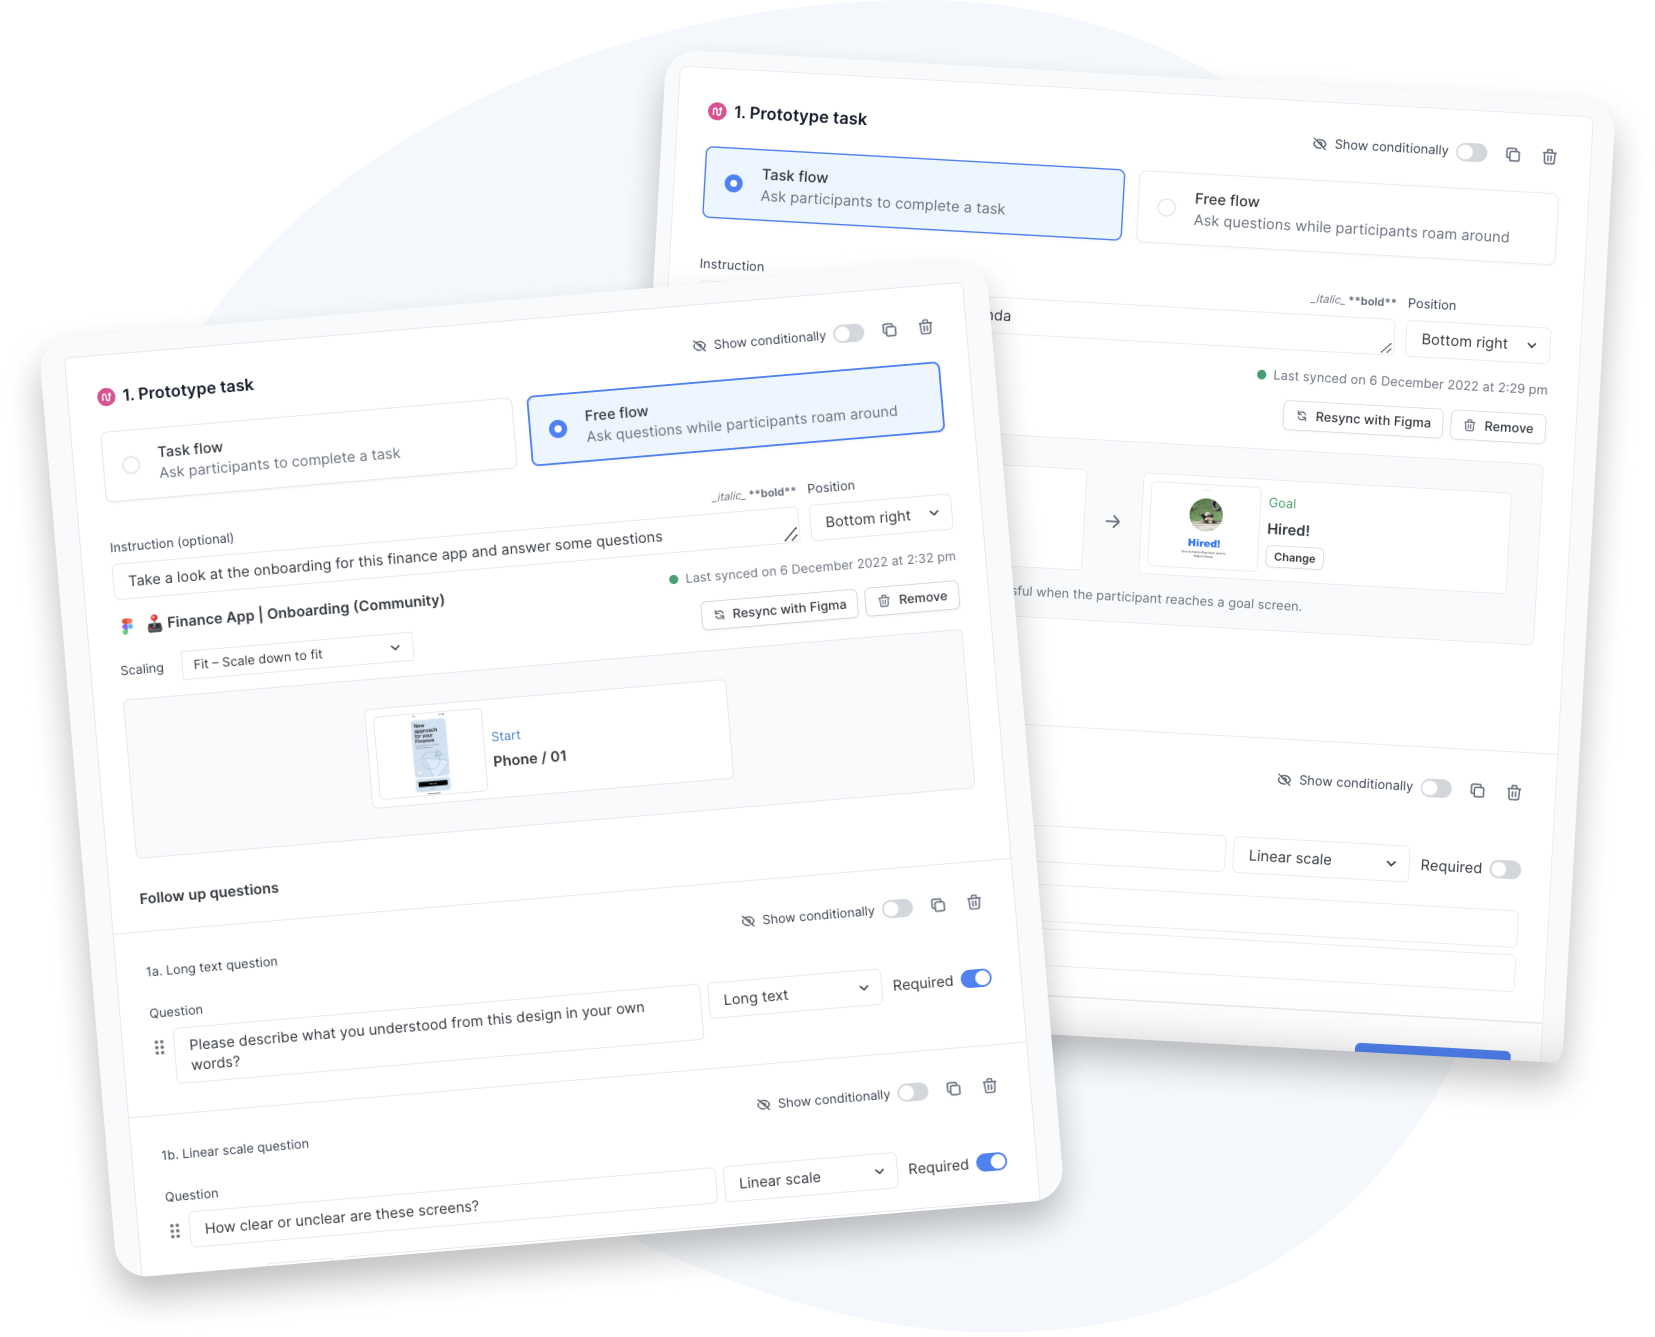 1. Prototype task
Show conditionally
Task flow
Ask participants to complete a task
Free flow
Ask questions while participants roam around
Instruction
_italic_ **bold**
Position
Bottom right
Last synced on 6 December 2022 at 2:29 pm
Resync with Figma
Remove
Goal
Hired!
Change
Hired!
when the participant reaches a goal screen.
Show conditionally
Linear scale
Required
1. Prototype task
Show conditionally
Task flow
Ask participants to complete a task
Free flow
Ask questions while participants roam around
Instruction (optional)
_italic_ **bold**
Position
Take a look at the onboarding for this finance app and answer some questions
Bottom right
Last synced on 6 December 2022 at 2:32 pm
Finance App | Onboarding (Community)
Resync with Figma
Remove
Scaling
Fit – Scale down to fit
New
approach
for your
Finance
Start
Phone / 01
Follow up questions
Show conditionally
1a. Long text question
Question
Please describe what you understood from this design in your own
words?
Long text
Required
Show conditionally
1b. Linear scale question
Question
How clear or unclear are these screens?
Linear scale
Required